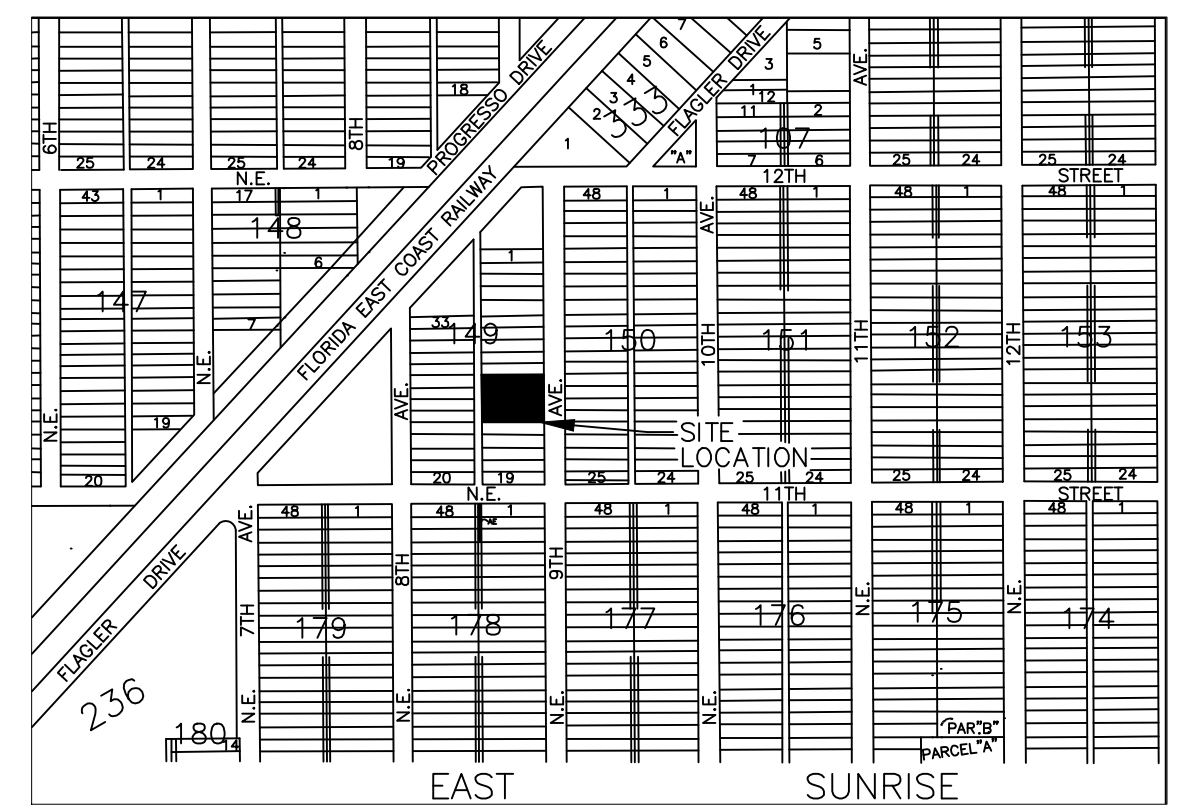 7
6
5
4
3
2
1
333
FLAGLER DRIVE
PROGRESSO DRIVE
FLORIDA EAST COAST RAILWAY
5
3
1
12
11
2
107
7
6
"A"
AVE.
18
6TH
8TH
25
24
25
24
19
25
24
25
24
N.E.
12TH
STREET
43
1
17
1
48
1
48
1
48
1
48
1
148
6
7
147
1
33
149
150
151
152
153
AVE.
10TH
11TH
12TH
N.E.
N.E.
AVE.
AVE.
SITE
LOCATION
19
20
20
19
25
24
25
24
25
24
25
24
N.E.
11TH
STREET
48
1
48
1
48
1
48
1
48
1
48
1
AE
AVE.
7TH
N.E.
8TH
N.E.
9TH
N.E.
N.E.
N.E.
N.E.
179
178
177
176
175
174
FLAGLER
DRIVE
236
180
14
PAR."B"
PARCEL"A"
EAST
SUNRISE